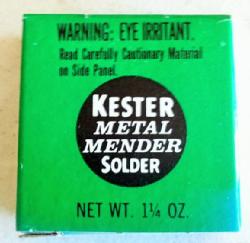 WARNING: EYE IRRITANT.
Read Carefully Cautionary Material
on Side Panel.
KESTER
METAL
MENDER
SOLDER
NET WT. 1¼ OZ.